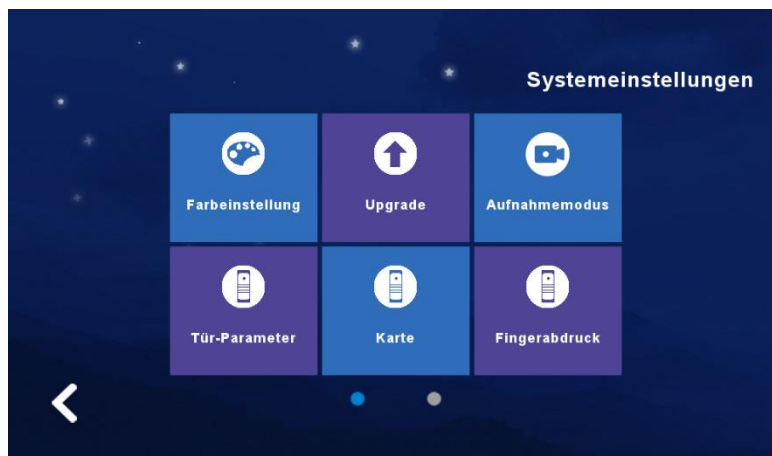 Systemeinstellungen
Farbeinstellung
Upgrade
Aufnahmemodus
Tür-Parameter
Karte
Fingerabdruck